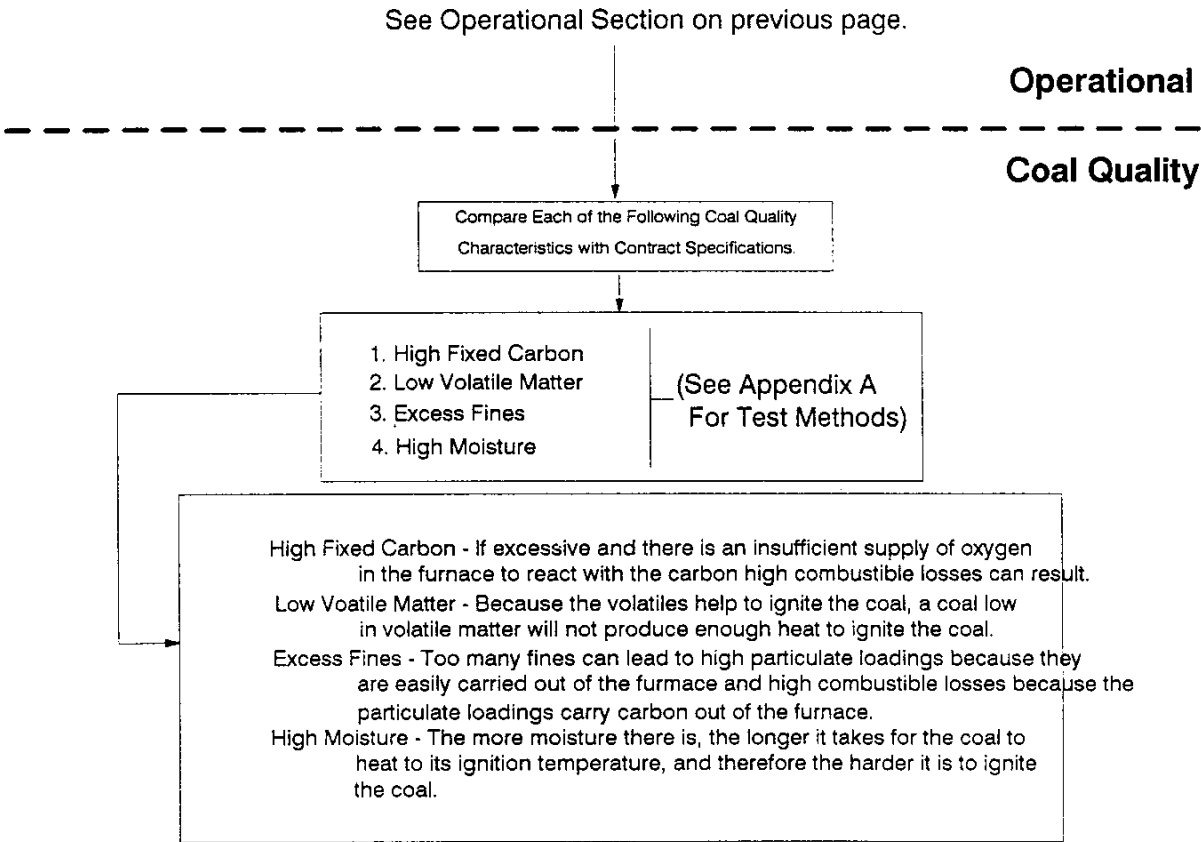 See Operational Section on previous page.
Operational
Coal Quality
Compare Each of the Following Coal Quality
Characteristics with Contract Specifications.
1. High Fixed Carbon
2. Low Volatile Matter
3. Excess Fines
4. High Moisture
(See Appendix A
For Test Methods)
High Fixed Carbon - If excessive and there is an insufficient supply of oxygen
in the furnace to react with the carbon high combustible losses can result.
Low Voatile Matter - Because the volatiles help to ignite the coal, a coal low
in volatile matter will not produce enough heat to ignite the coal.
Excess Fines - Too many fines can lead to high particulate loadings because they
are easily carried out of the furmace and high combustible losses because the
particulate loadings carry carbon out of the furnace.
High Moisture - The more moisture there is, the longer it takes for the coal to
heat to its ignition temperature, and therefore the harder it is to ignite
the coal.